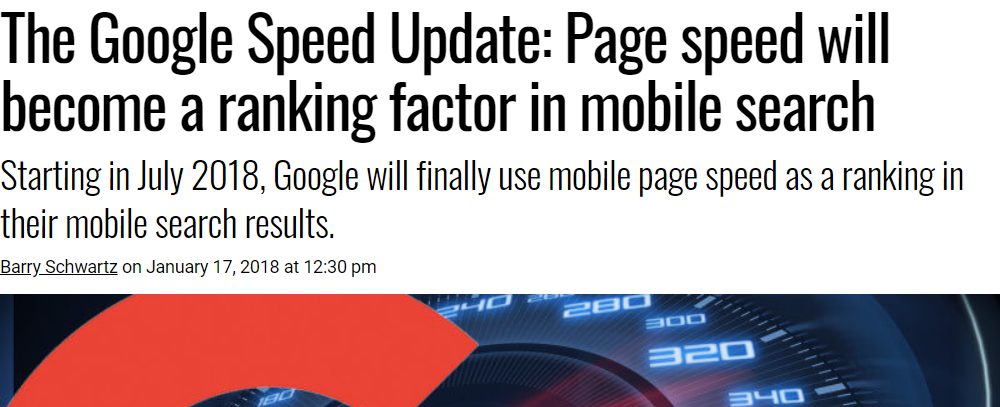 The Google Speed Update: Page speed will
become a ranking factor in mobile search
Starting in July 2018, Google will finally use mobile page speed as a ranking in
their mobile search results.
Barry Schwartz on January 17, 2018 at 12:30 pm
240
260
280
300
320
340
180